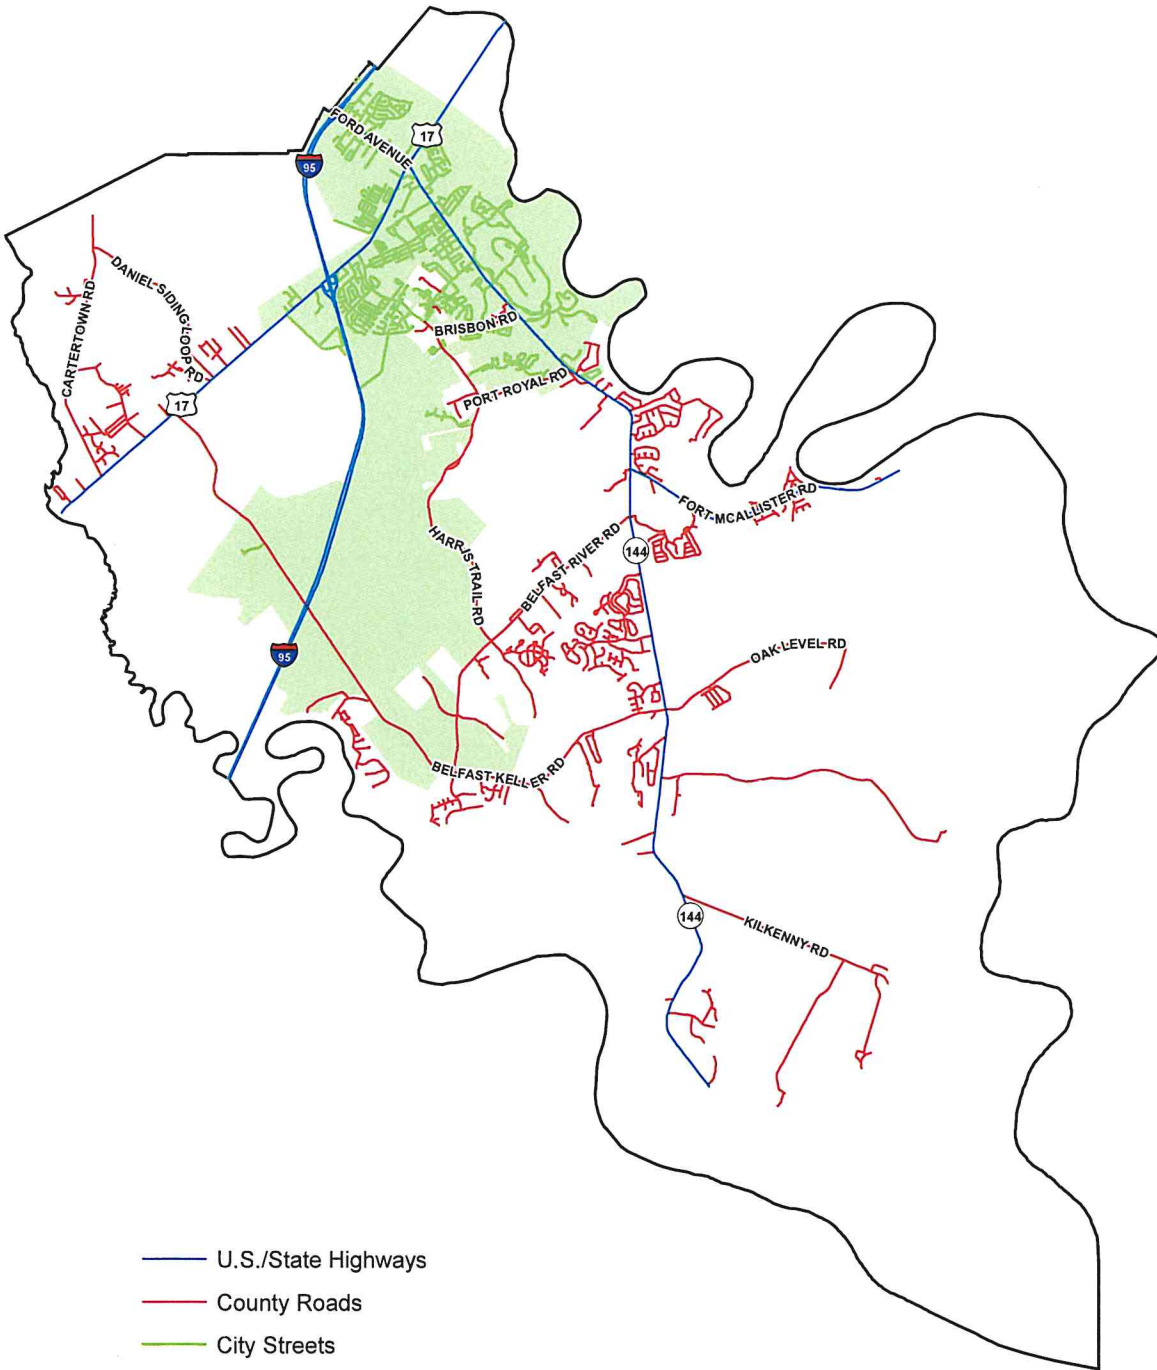 FORD AVENUE
17
95
DANIEL SIDING LOOP RD
CARTERTOWN RD
BRISBON RD
PORT ROYAL RD
17
FORT MCALLISTER RD
HARRIS TRAIL RD
BELFAST RIVER RD
144
95
OAK LEVEL RD
BELFAST KELLER RD
144
KILKENNY RD
U.S./State Highways
County Roads
City Streets